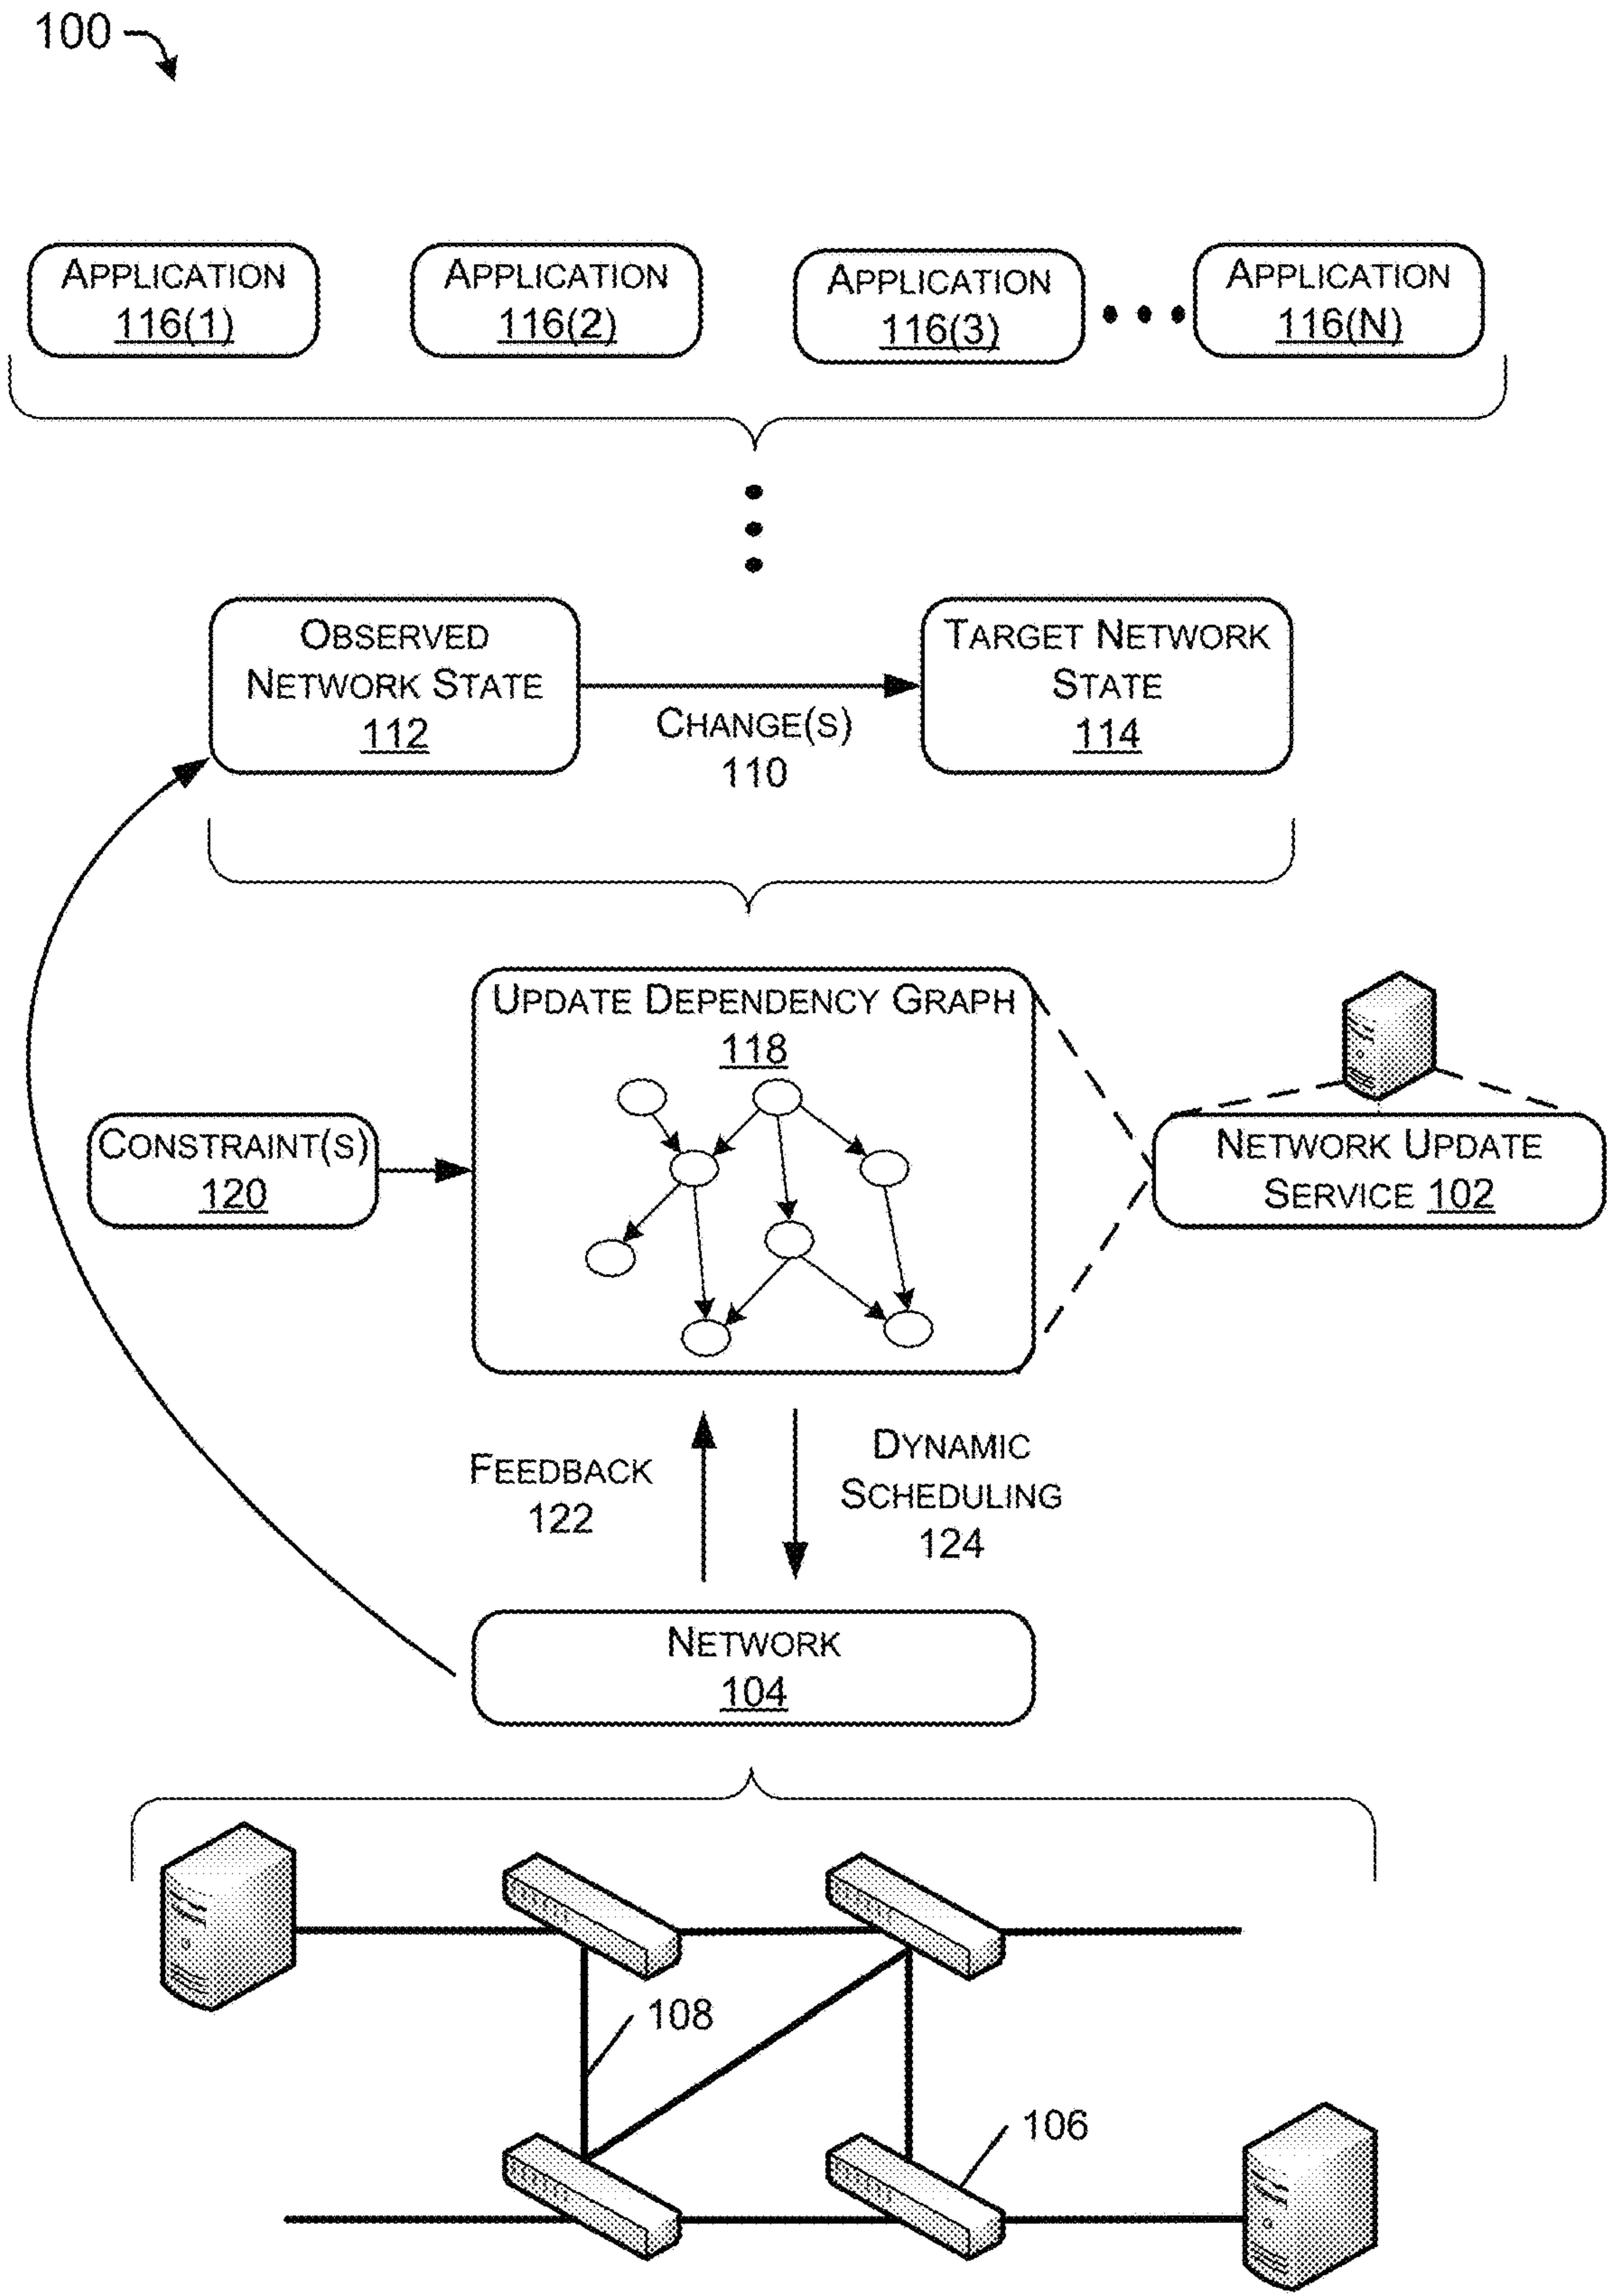 100
APPLICATION
116(1)
APPLICATION
116(2)
APPLICATION
116(3)
APPLICATION
116(N)
OBSERVED
NETWORK STATE
112
CHANGE(S)
110
TARGET NETWORK
STATE
114
UPDATE DEPENDENCY GRAPH
118
CONSTRAINT(S)
120
NETWORK UPDATE
SERVICE 102
FEEDBACK
122
DYNAMIC
SCHEDULING
124
NETWORK
104
108
106